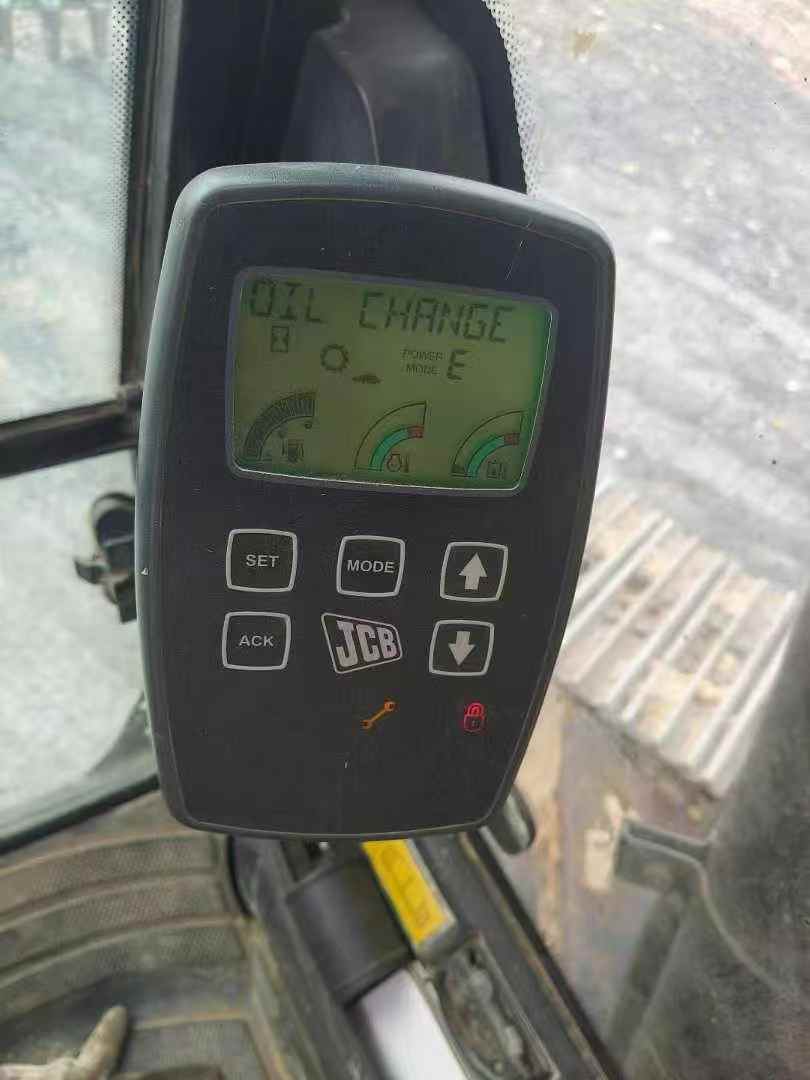 OIL CHANGE
POWER
MODE E
SET
MODE
ACK
JCB